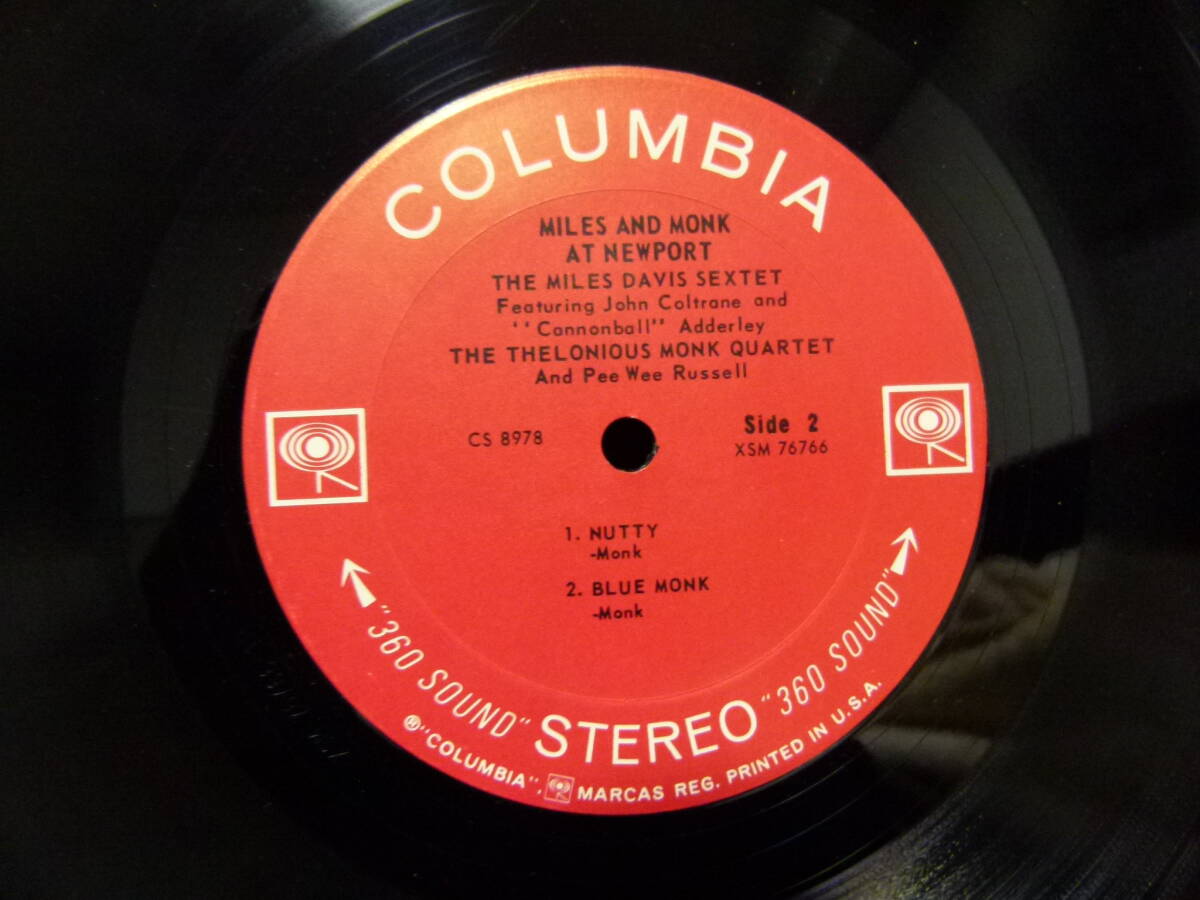 COLUMBIA
MILES AND MONK
AT NEWPORT
THE MILES DAVIS SEXTET
Featuring John Coltrane and
''Cannonball'' Adderley
THE THELONIOUS MONK QUARTET
And Pee Wee Russell
CS 8978
Side 2
XSM 76766
1. NUTTY
-Monk
2. BLUE MONK
-Monk
"360 SOUND" STEREO "360 SOUND"
® "COLUMBIA", MARCAS REG. PRINTED IN U.S.A.